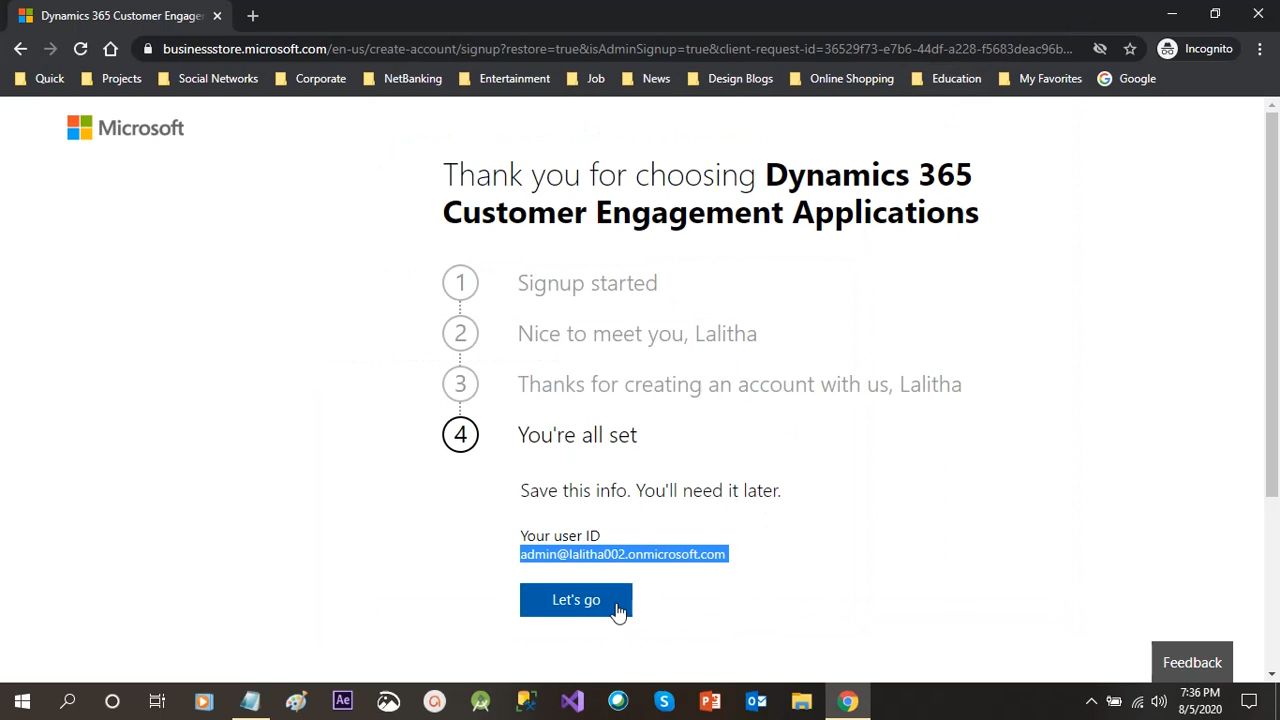 Dynamics 365 Customer Engage
businessstore.microsoft.com/en-us/create-account/signup?restore=true&isAdminSignup=true&client-request-id=36529f73-e7b6-44df-a228-f5683deac96b...
Incognito
Quick
Projects
Social Networks
Corporate
NetBanking
Entertainment
Job
News
Design Blogs
Online Shopping
Education
My Favorites
Google
Microsoft
Thank you for choosing Dynamics 365
Customer Engagement Applications
1 Signup started
2 Nice to meet you, Lalitha
3 Thanks for creating an account with us, Lalitha
4 You're all set
Save this info. You'll need it later.
Your user ID
admin@lalitha002.onmicrosoft.com
Let's go
Feedback
Ae
7:36 PM
8/5/2020